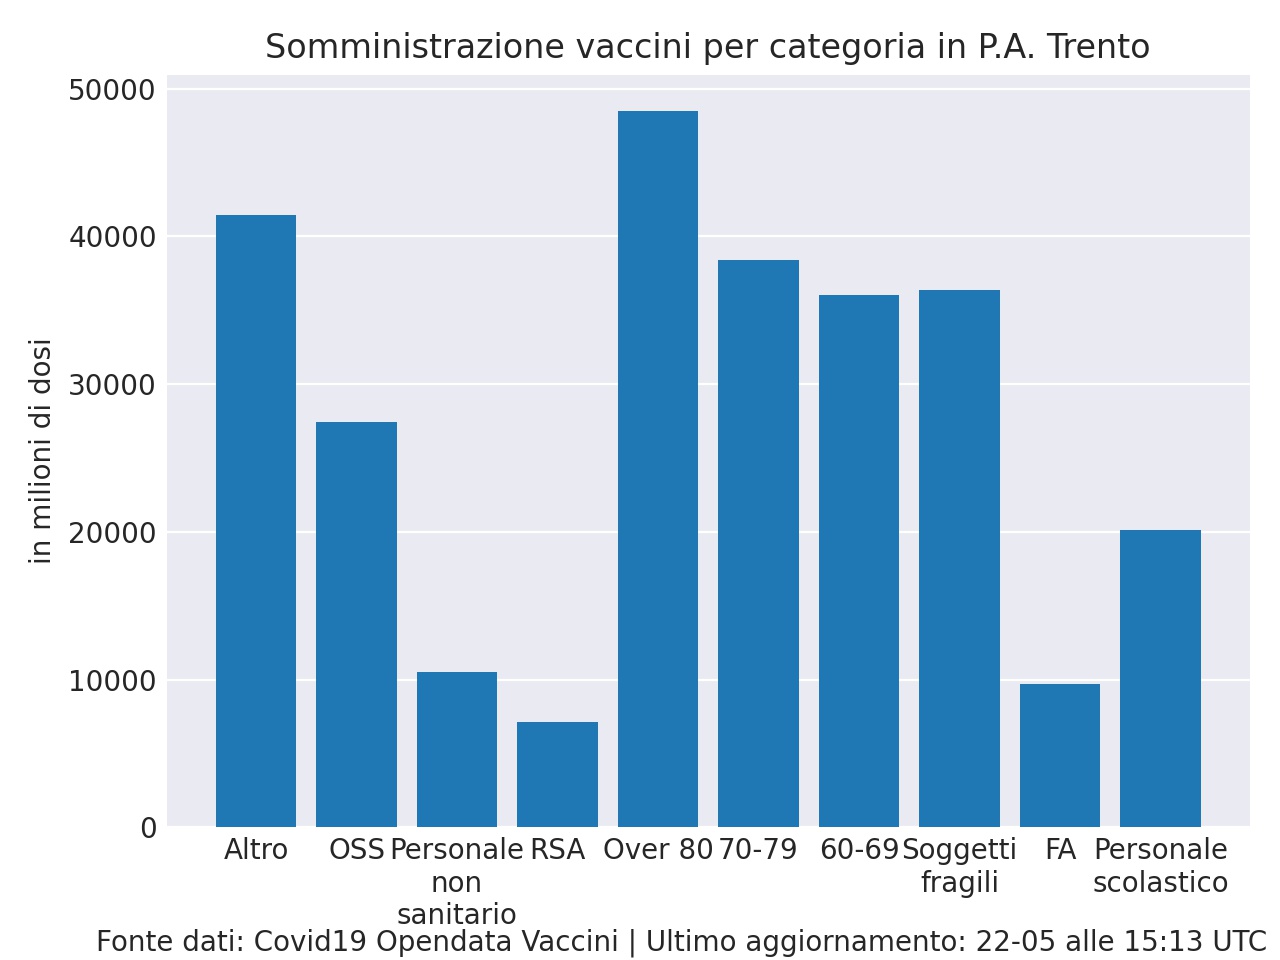 Somministrazione vaccini per categoria in P.A. Trento
in milioni di dosi
50000
40000
30000
20000
10000
0
Altro OSS Personale non sanitario RSA Over 80 70-79 60-69 Soggetti fragili FA Personale scolastico
Fonte dati: Covid19 Opendata Vaccini | Ultimo aggiornamento: 22-05 alle 15:13 UTC